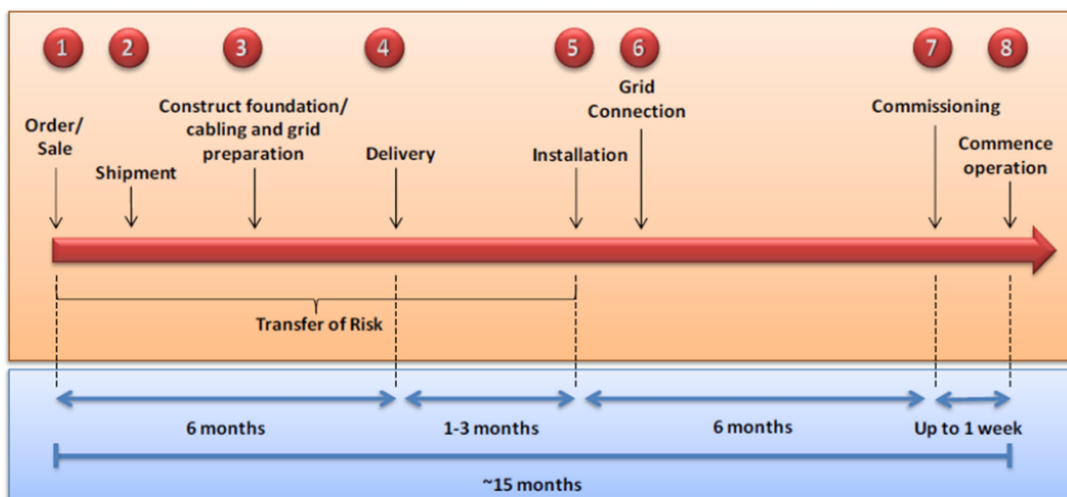 1
2
3
4
5
6
7
8
Order/
Sale
Shipment
Construct foundation/
cabling and grid
preparation
Delivery
Installation
Grid
Connection
Commissioning
Commence
operation
Transfer of Risk
6 months
1-3 months
6 months
Up to 1 week
~15 months